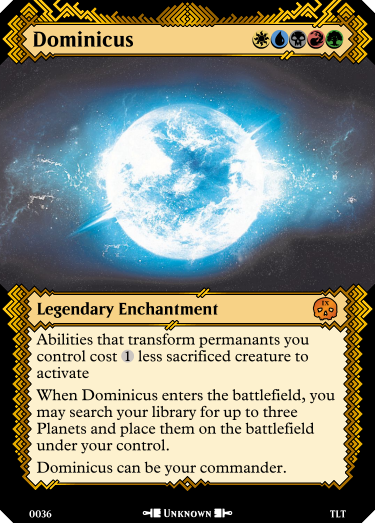 Dominicus
Legendary Enchantment
Abilities that transform permanants you
control cost 1 less sacrificed creature to
activate
When Dominicus enters the battlefield, you
may search your library for up to three
Planets and place them on the battlefield
under your control.
Dominicus can be your commander.
0036 Unknown TLT